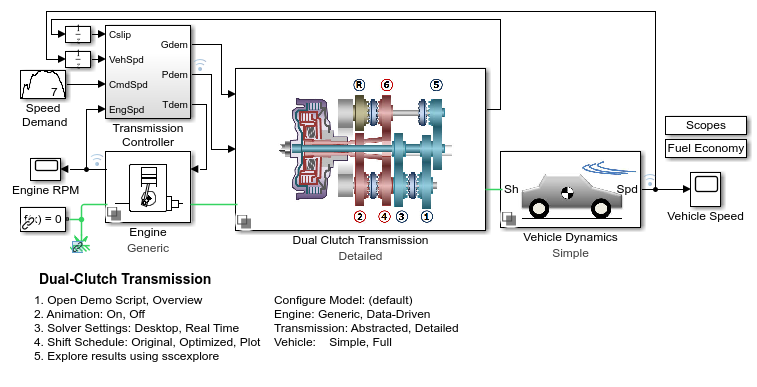 Cslip
VehSpd
CmdSpd
EngSpd
Gdem
Pdem
Tdem
7
Speed
Demand
Transmission
Controller
R
6
5
2
4
3
1
Scopes
Fuel Economy
Engine RPM
Sh
Spd
Vehicle Speed
= 0
Engine
Generic
Dual Clutch Transmission
Detailed
Vehicle Dynamics
Simple
Dual-Clutch Transmission
1. Open Demo Script, Overview
2. Animation: On, Off
3. Solver Settings: Desktop, Real Time
4. Shift Schedule: Original, Optimized, Plot
5. Explore results using sscexplore
Configure Model: (default)
Engine: Generic, Data-Driven
Transmission: Abstracted, Detailed
Vehicle: Simple, Full